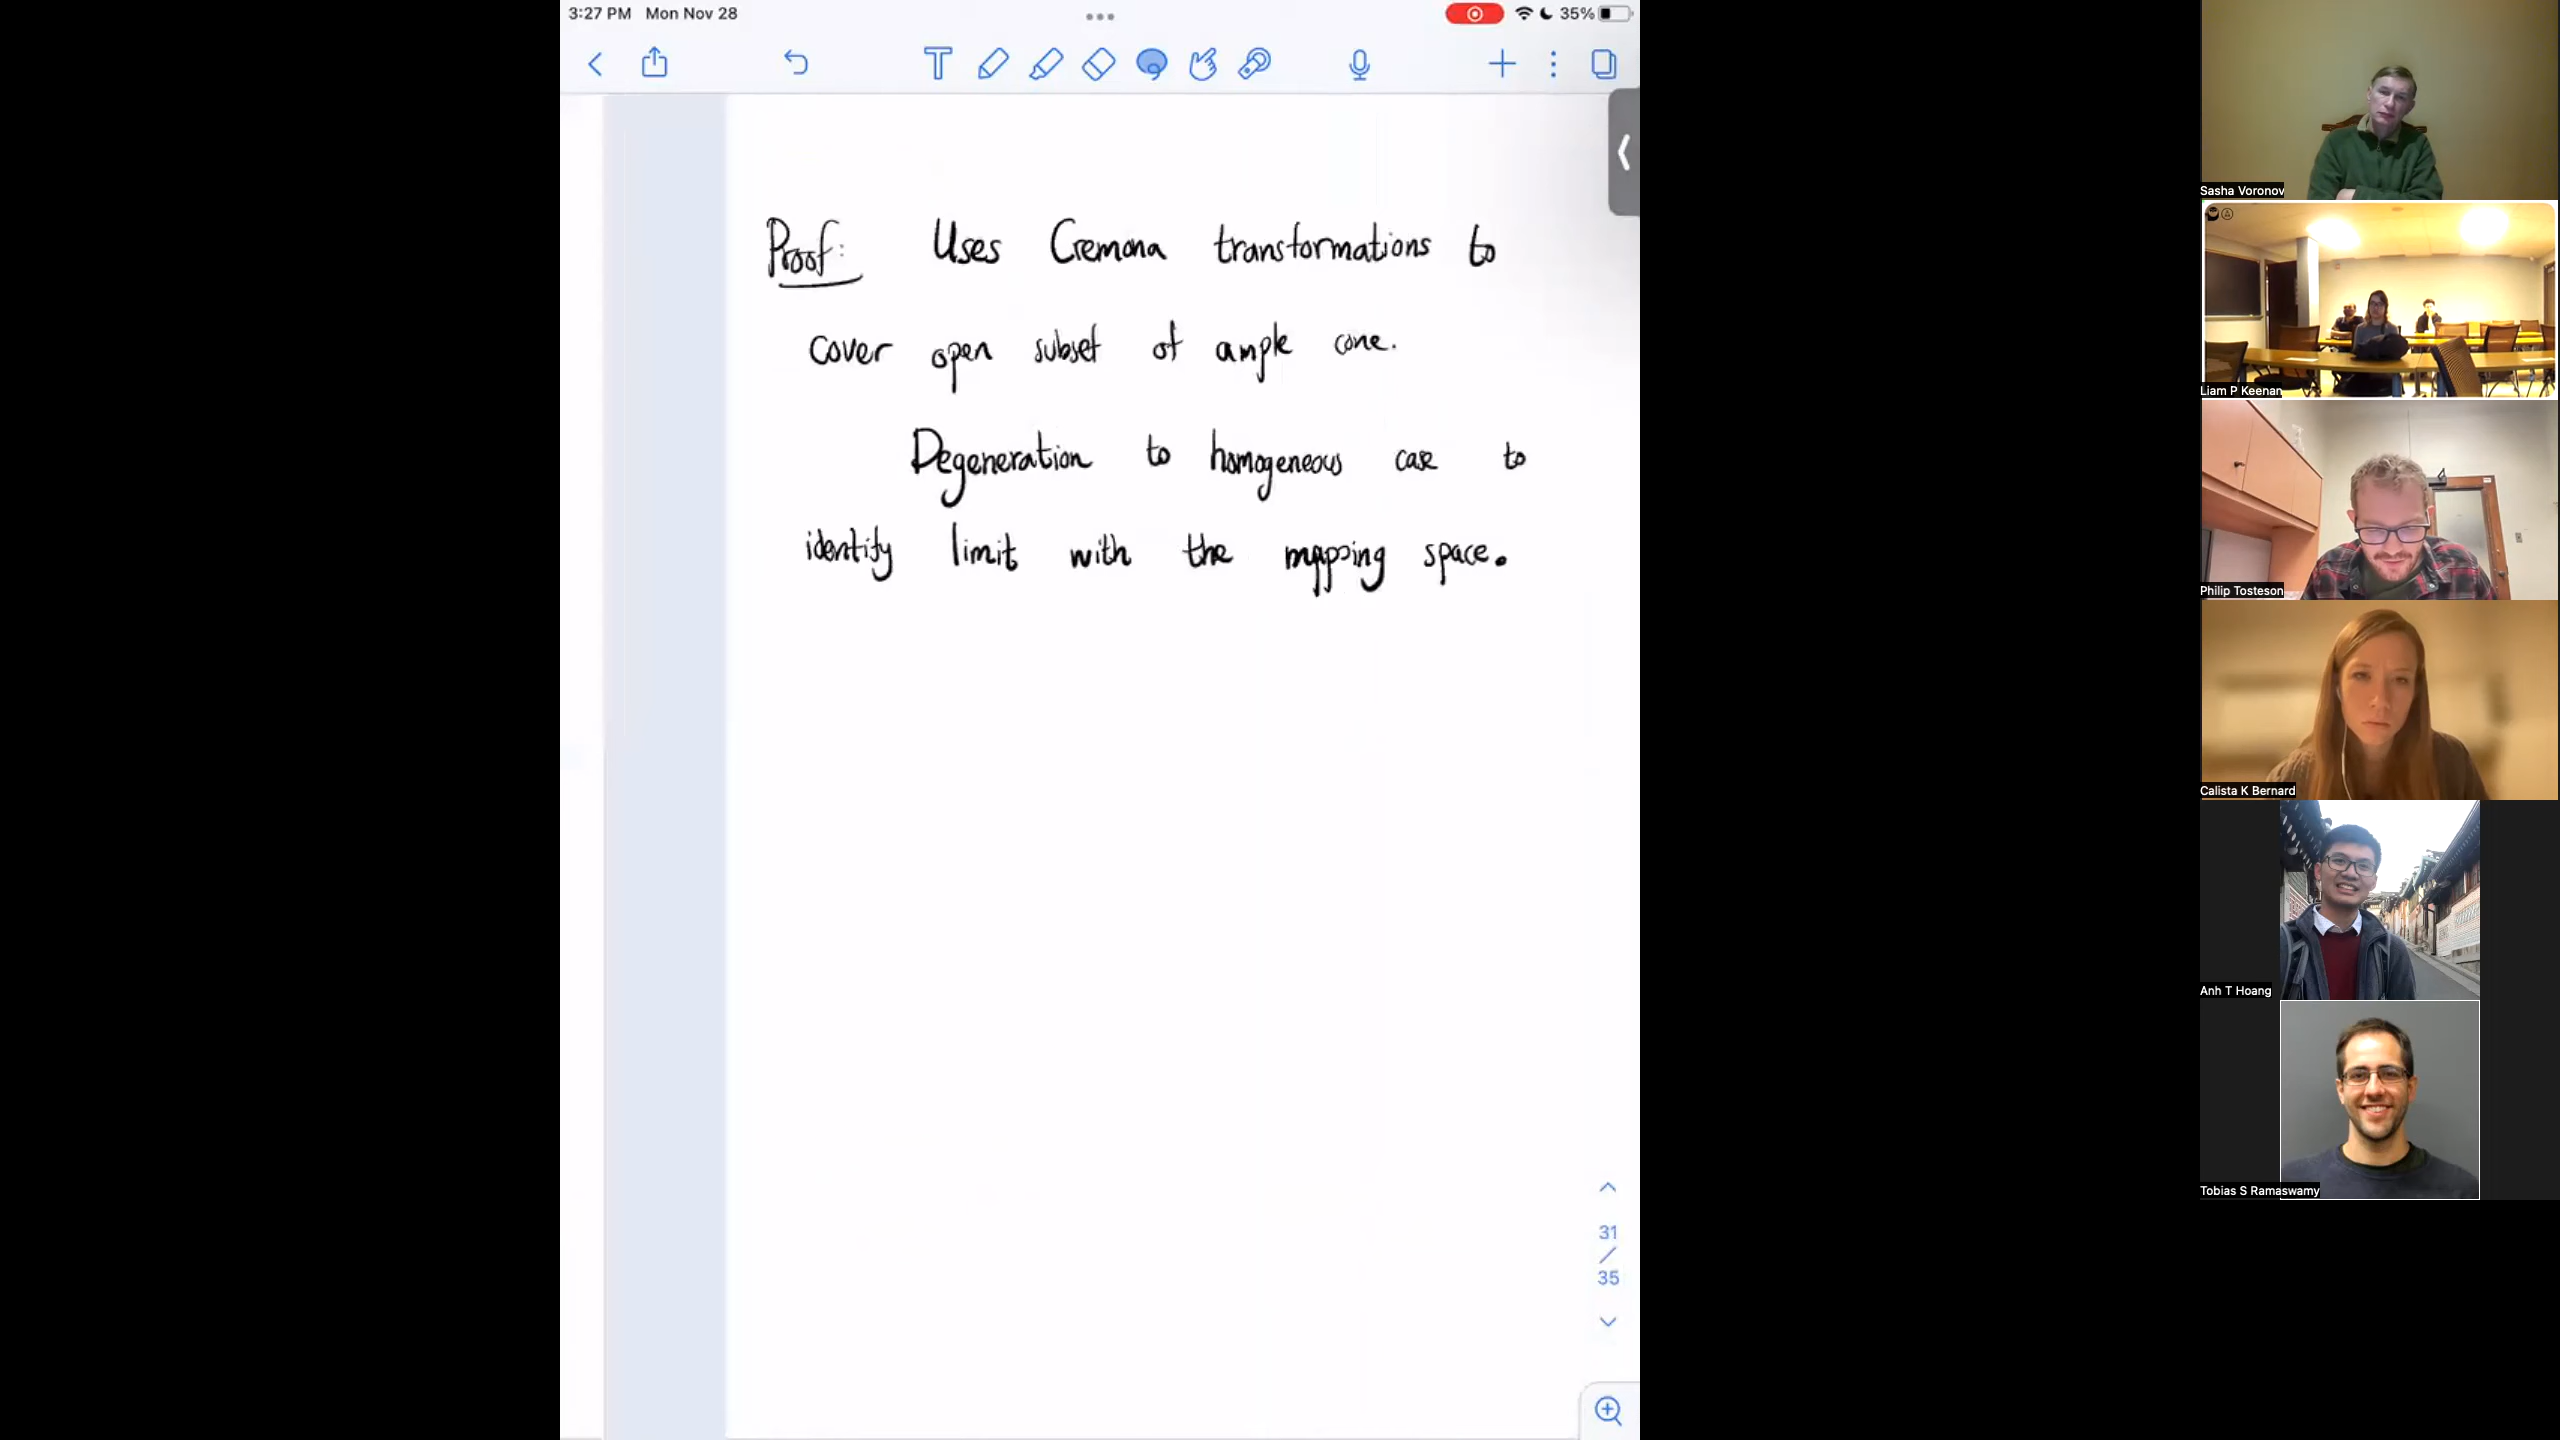 3:27 PM Mon Nov 28
35%
Proof: Uses Cremona transformations to
cover open subset of ample cone.
Degeneration to homogeneous case to
identify limit with the mapping space.
31
/
35
Sasha Voronov
Liam P Keenan
Philip Tosteson
Calista K Bernard
Anh T Hoang
Tobias S Ramaswamy